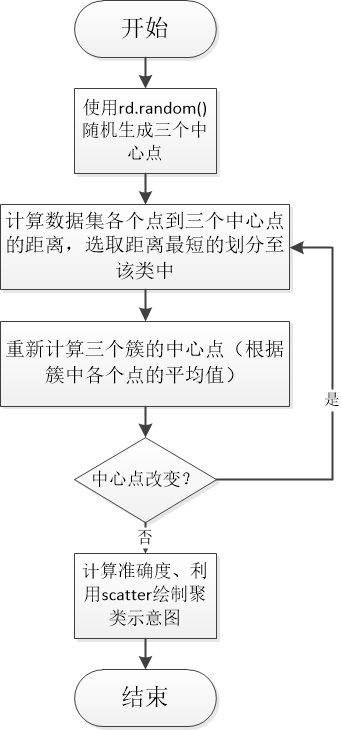 开始
使用rd.random()
随机生成三个中
心点
计算数据集各个点到三个中心点
的距离，选取距离最短的划分至
该类中
重新计算三个簇的中心点（根据
簇中各个点的平均值）
是
中心点改变？
否
计算准确度、利
用scatter绘制聚
类示意图
结束